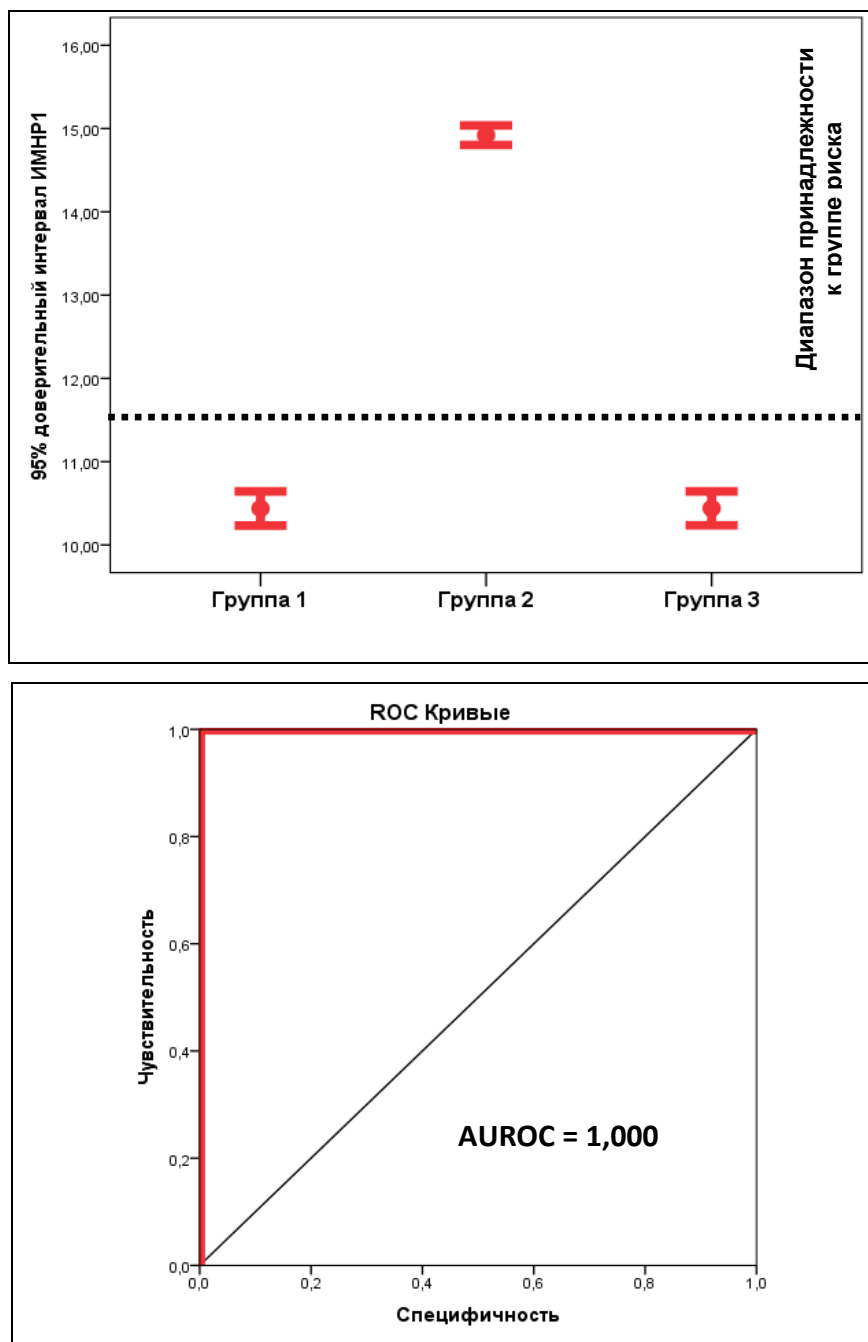 16,00
15,00
14,00
13,00
12,00
11,00
10,00
95% доверительный интервал ИМНР1
Диапазон принадлежности
к группе риска
Группа 1
Группа 2
Группа 3
ROC Кривые
1,0
0,8
0,6
0,4
0,2
0,0
Чувствительность
AUROC = 1,000
0,0
0,2
0,4
0,6
0,8
1,0
Специфичность